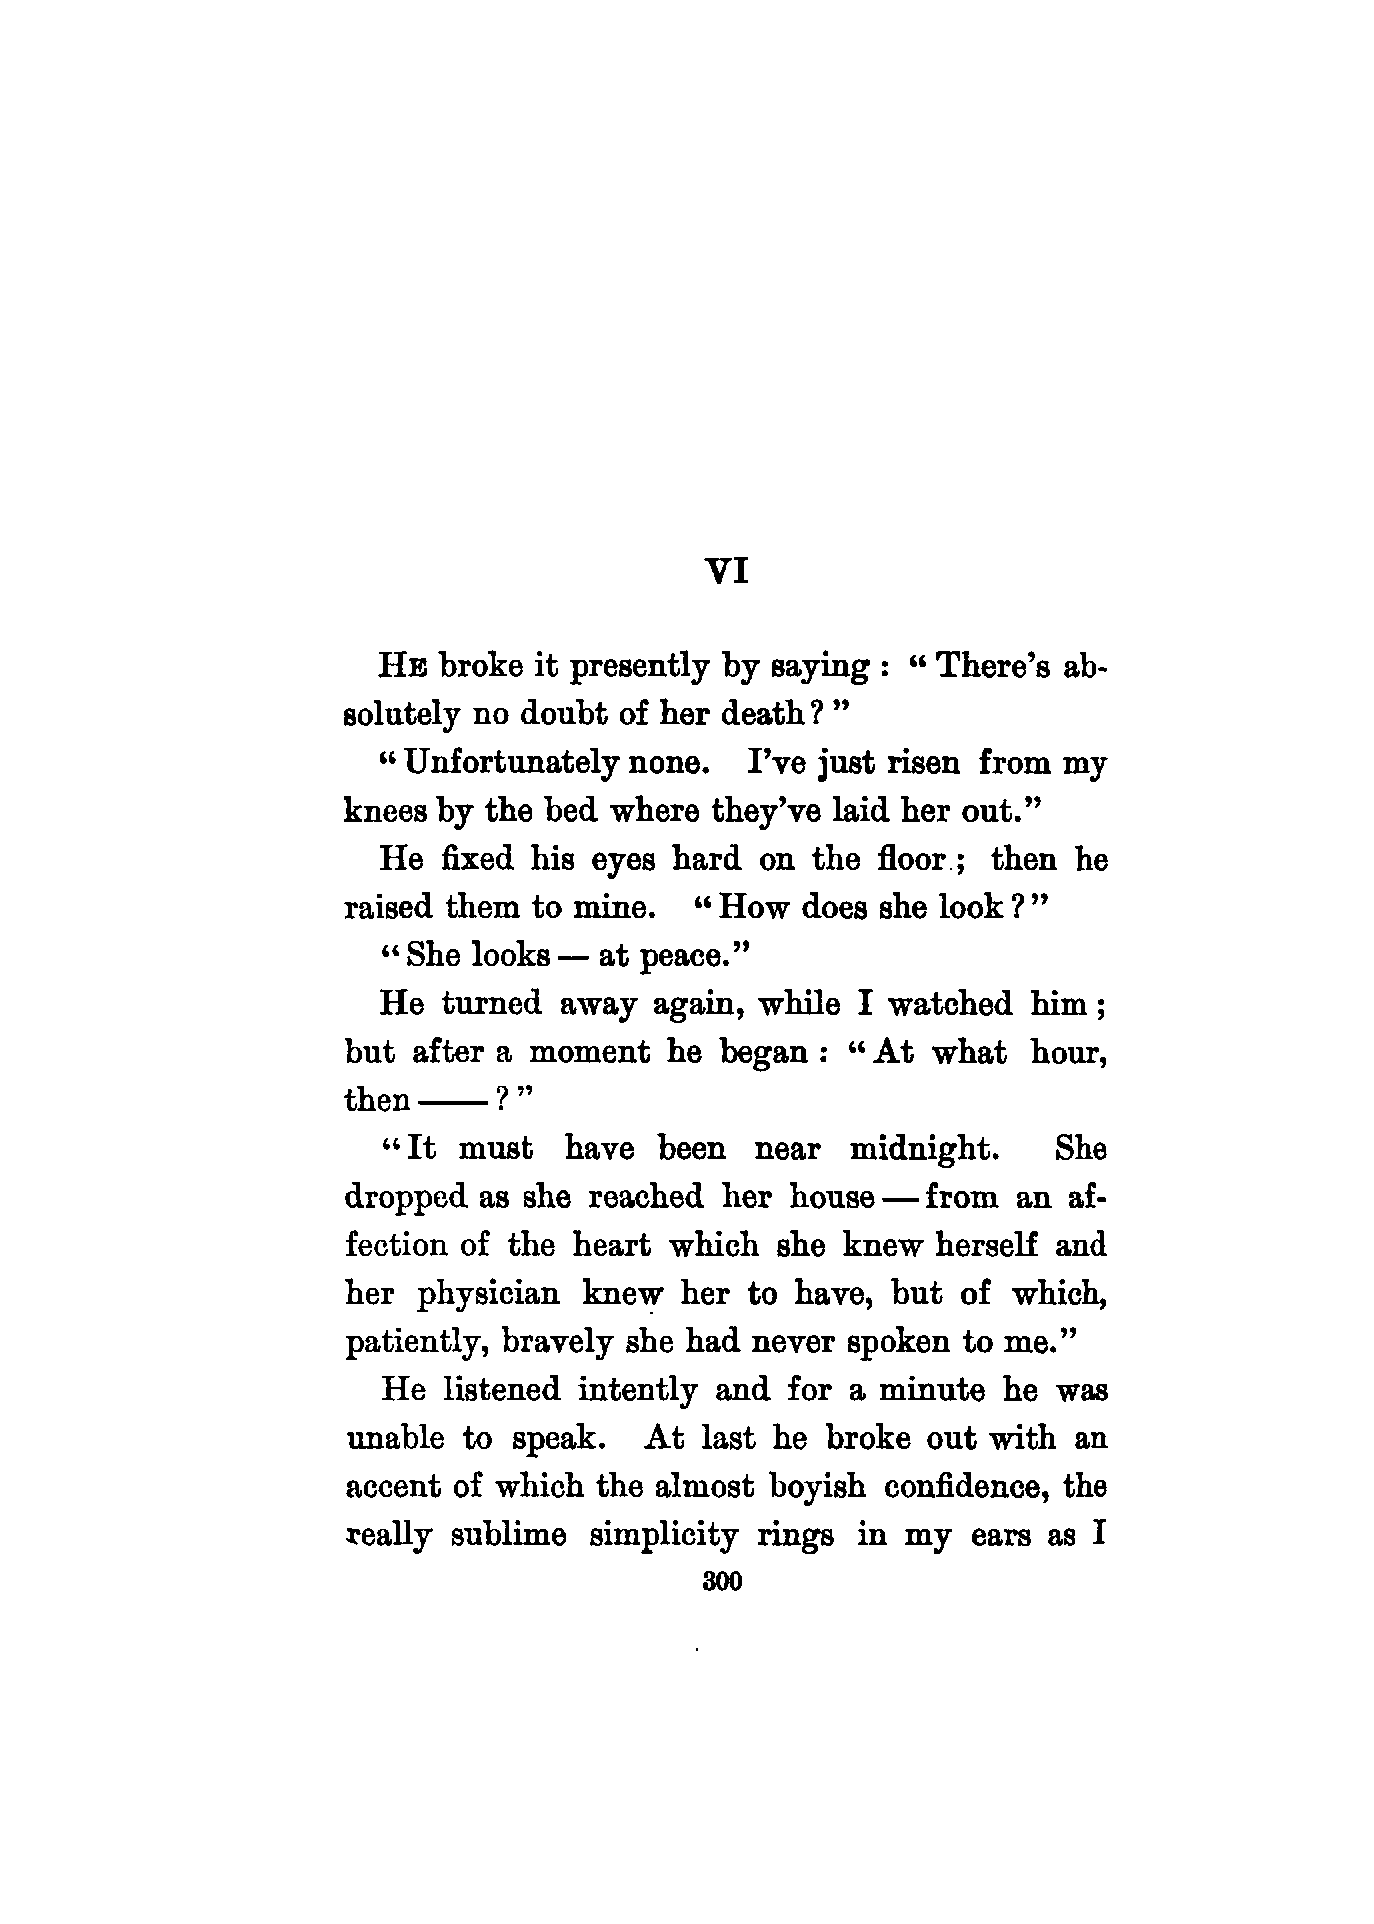 VI
HE broke it presently by saying : “ There’s ab-
solutely no doubt of her death ? ”
“ Unfortunately none. I’ve just risen from my
knees by the bed where they’ve laid her out.”
He fixed his eyes hard on the floor ; then he
raised them to mine. “ How does she look ? ”
“ She looks — at peace.”
He turned away again, while I watched him ;
but after a moment he began : “ At what hour,
then —— ? ”
“ It must have been near midnight. She
dropped as she reached her house — from an af-
fection of the heart which she knew herself and
her physician knew her to have, but of which,
patiently, bravely she had never spoken to me.”
He listened intently and for a minute he was
unable to speak. At last he broke out with an
accent of which the almost boyish confidence, the
really sublime simplicity rings in my ears as I
300